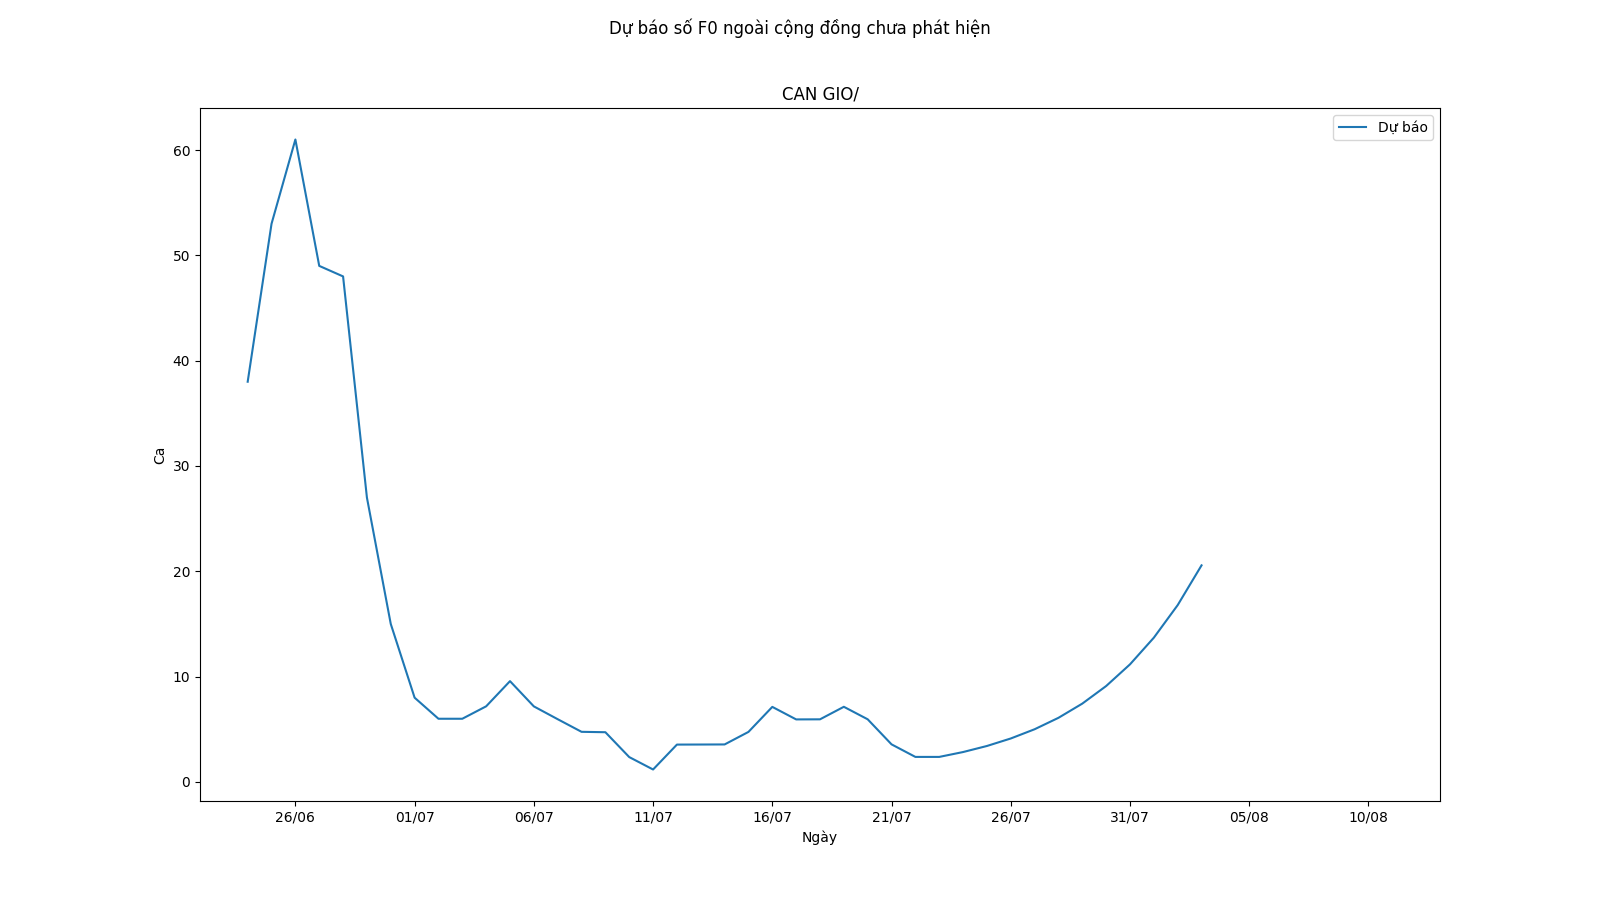 Dự báo số F0 ngoài cộng đồng chưa phát hiện
CAN GIO/
Dự báo
60
50
40
30
20
10
0
Ca
26/06 01/07 06/07 11/07 16/07 21/07 26/07 31/07 05/08 10/08
Ngày